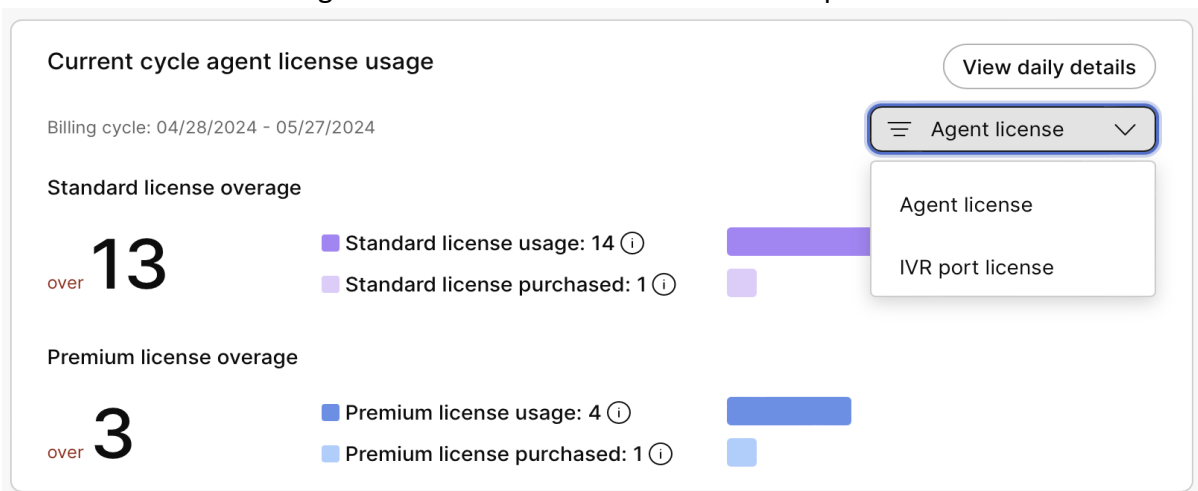 Current cycle agent license usage
View daily details
Billing cycle: 04/28/2024 - 05/27/2024
Agent license
Agent license
IVR port license
Standard license overage
over 13
Standard license usage: 14
Standard license purchased: 1
Premium license overage
over 3
Premium license usage: 4
Premium license purchased: 1